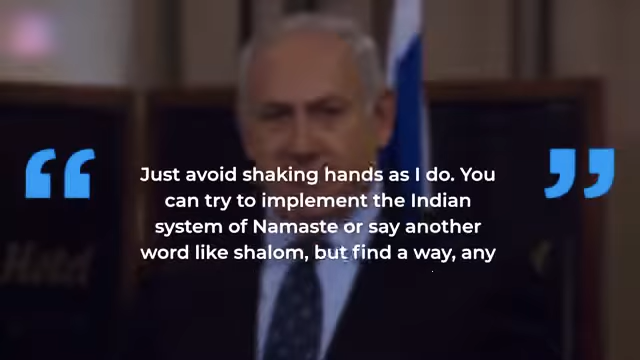 Just avoid shaking hands as I do. You
can try to implement the Indian
system of Namaste or say another
word like shalom, but find a way, any
Hotel